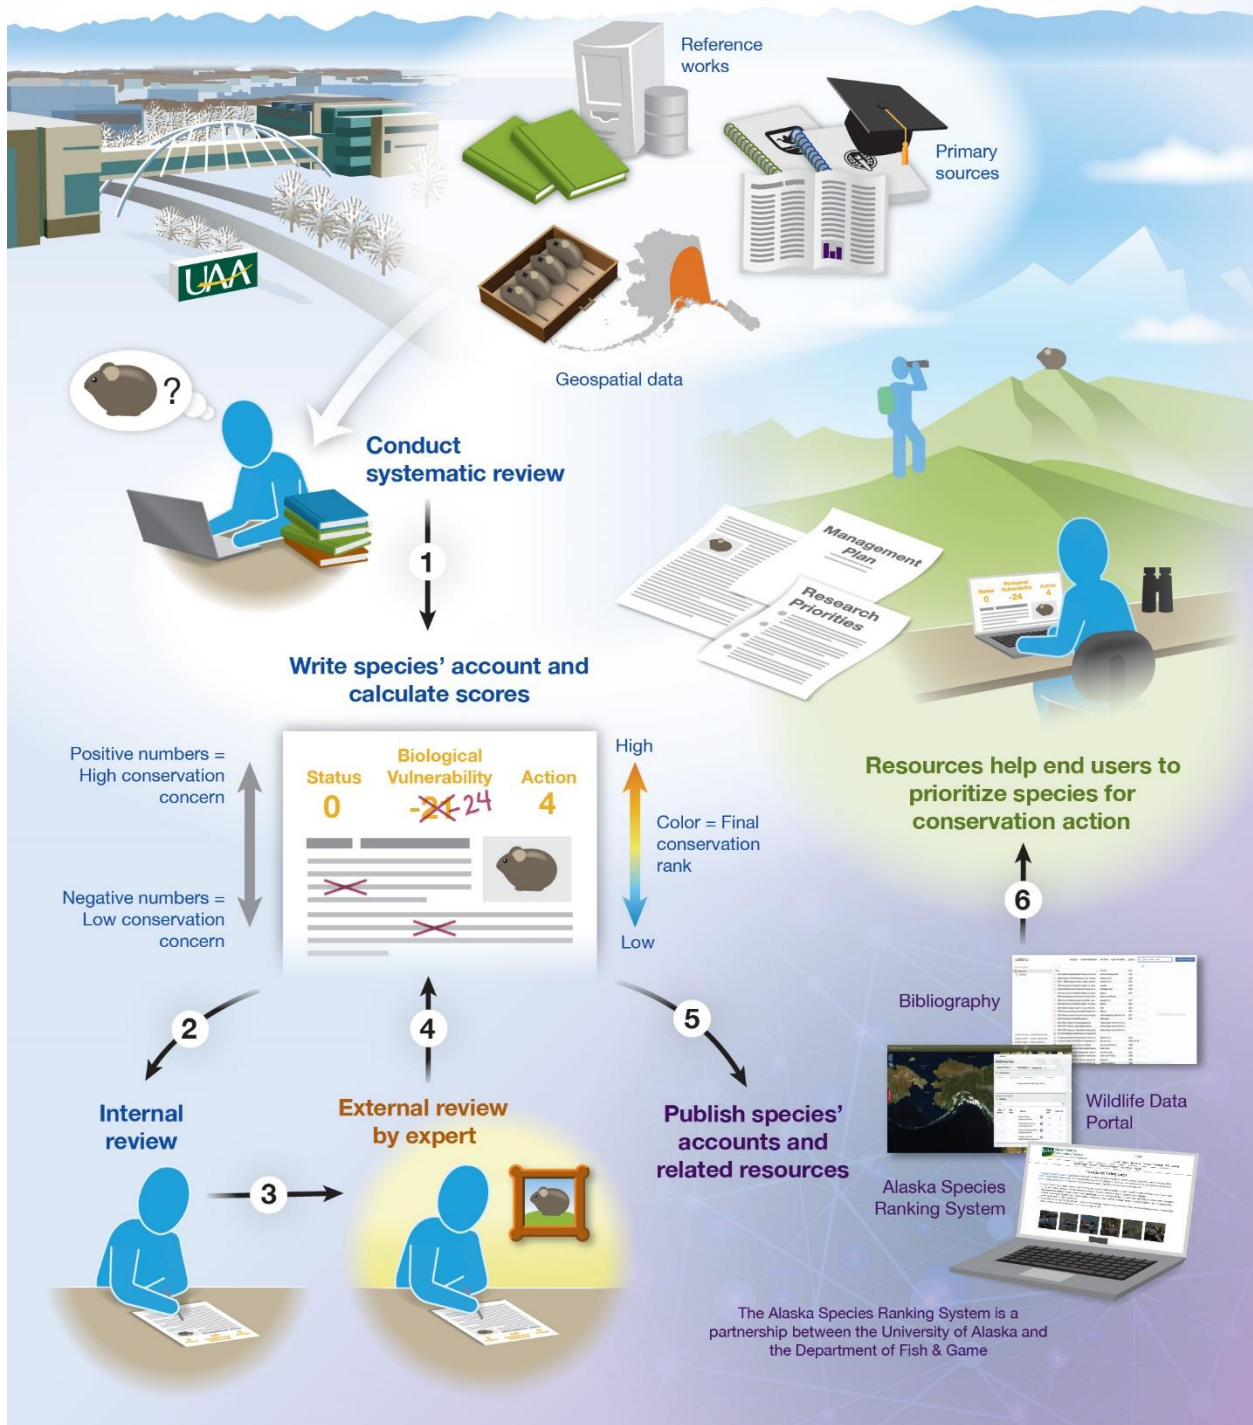 Reference
works
Primary
sources
UAA
Geospatial data
?
Conduct
systematic review
1
Management
Plan
Research
Priorities
Status
0
Biological
Vulnerability
-24
Action
4
Write species’ account and
calculate scores
Positive numbers =
High conservation
concern
Negative numbers =
Low conservation
concern
Status
0
Biological
Vulnerability
-21 -24
Action
4
High
Color = Final
conservation
rank
Low
Resources help end users to
prioritize species for
conservation action
6
2
4
5
Internal
review
External review
by expert
3
Publish species’
accounts and
related resources
Bibliography
Wildlife Data
Portal
Alaska Species
Ranking System
The Alaska Species Ranking System is a
partnership between the University of Alaska and
the Department of Fish & Game